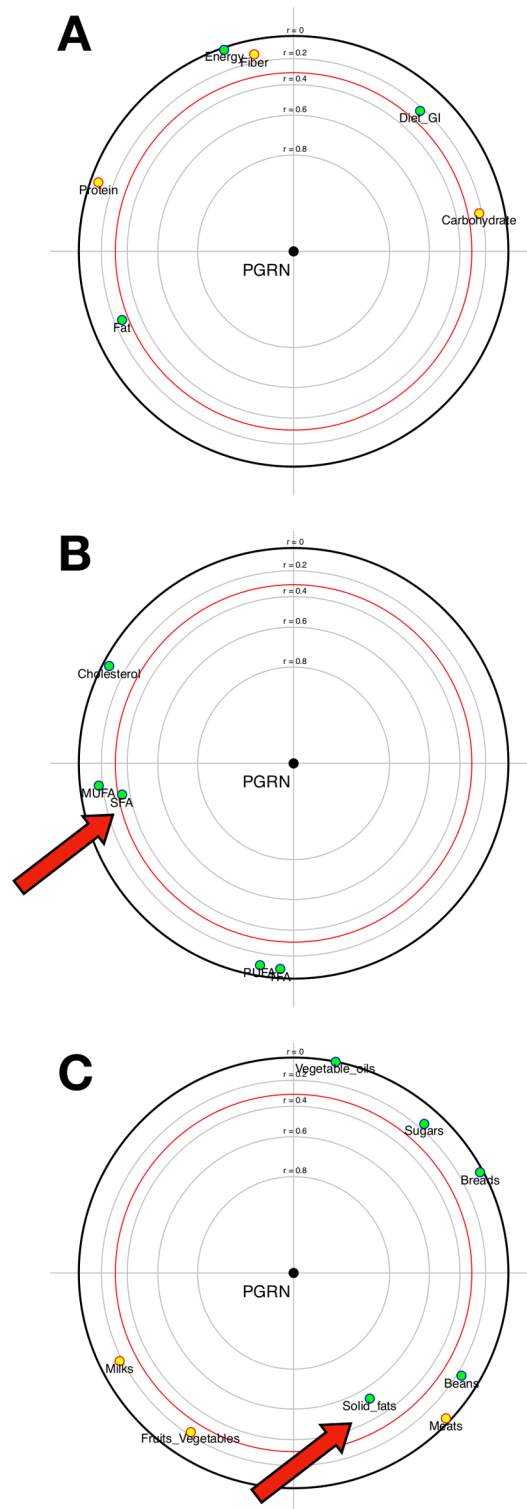 A
r = 0
Energy
Fiber
r = 0.2
r = 0.4
r = 0.6
Diet_GI
r = 0.8
Protein
Carbohydrate
PGRN
Fat
B
r = 0
r = 0.2
r = 0.4
r = 0.6
r = 0.8
Cholesterol
PGRN
MUFA
SFA
PUFA
TFA
C
r = 0
Vegetable_oils
r = 0.2
r = 0.4
Sugars
r = 0.6
r = 0.8
Breads
PGRN
Milks
Beans
Solid_fats
Meats
Fruits_Vegetables